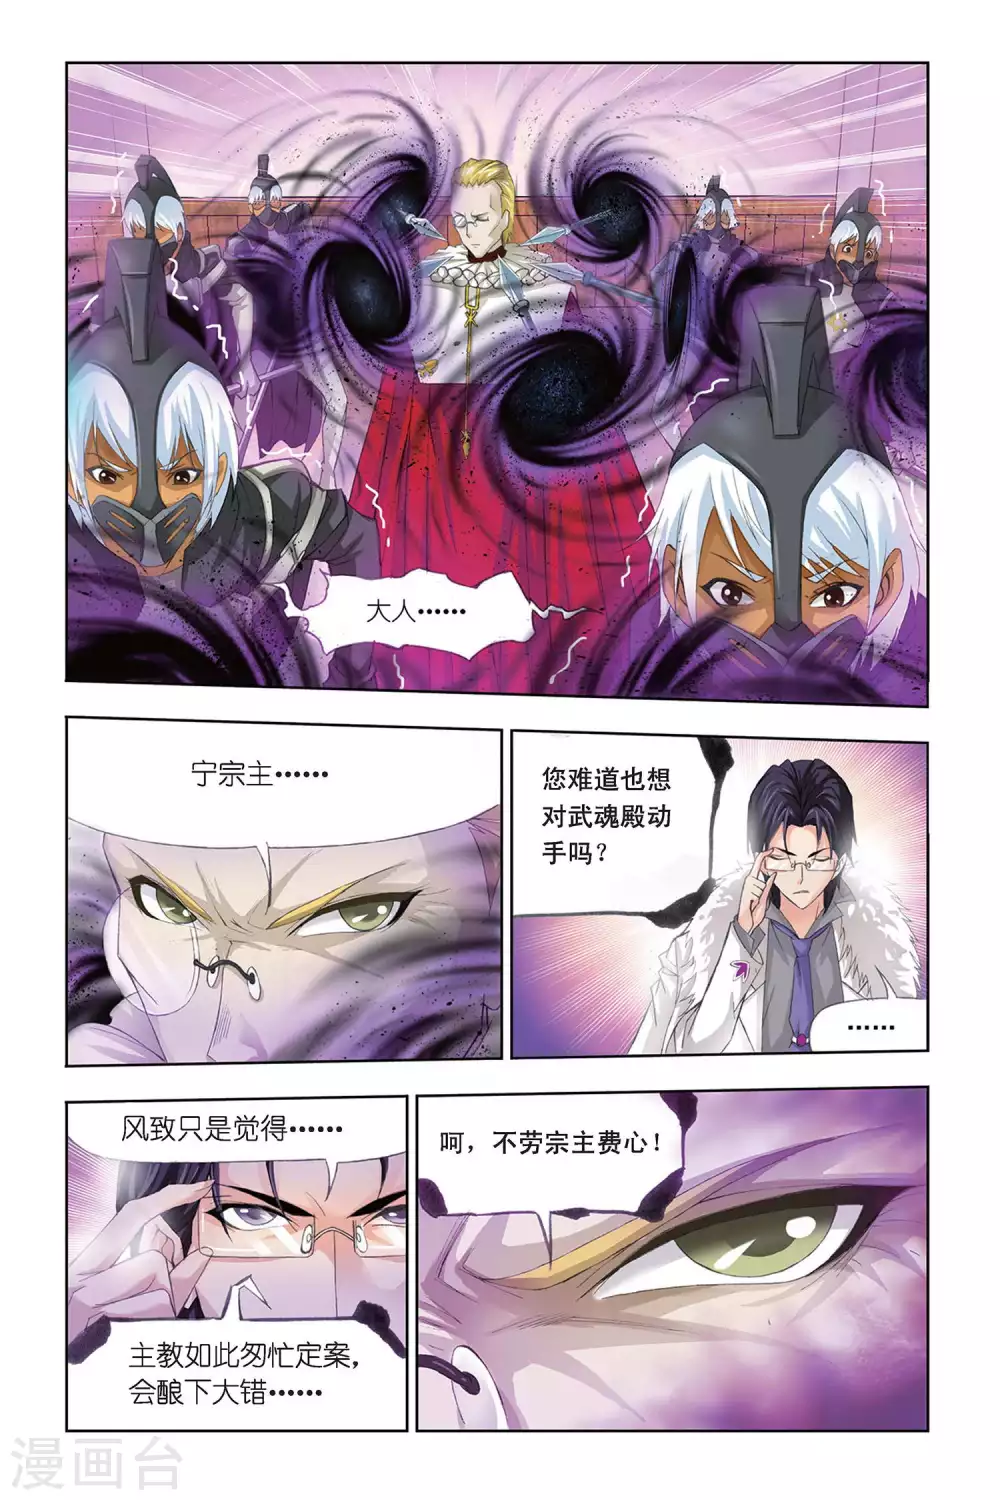 大人……
宁宗主……
您难道也想
对武魂殿动
手吗？
……
风致只是觉得……
主教如此匆忙定案，
会酿下大错……
呵，不劳宗主费心！
漫画台